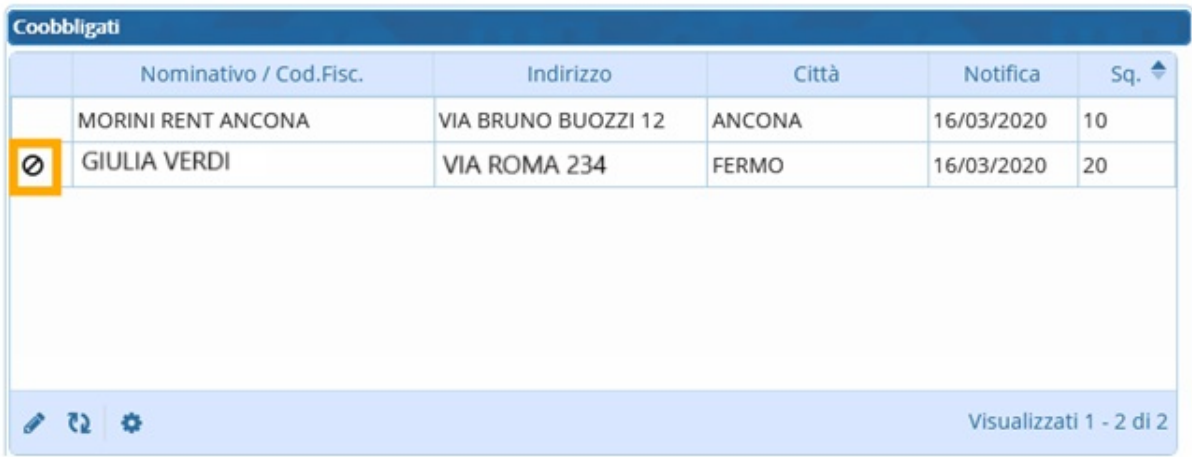 Coobbligati
Nominativo / Cod.Fisc. Indirizzo Città Notifica Sq.
MORINI RENT ANCONA VIA BRUNO BUOZZI 12 ANCONA 16/03/2020 10
GIULIA VERDI VIA ROMA 234 FERMO 16/03/2020 20
Visualizzati 1 - 2 di 2